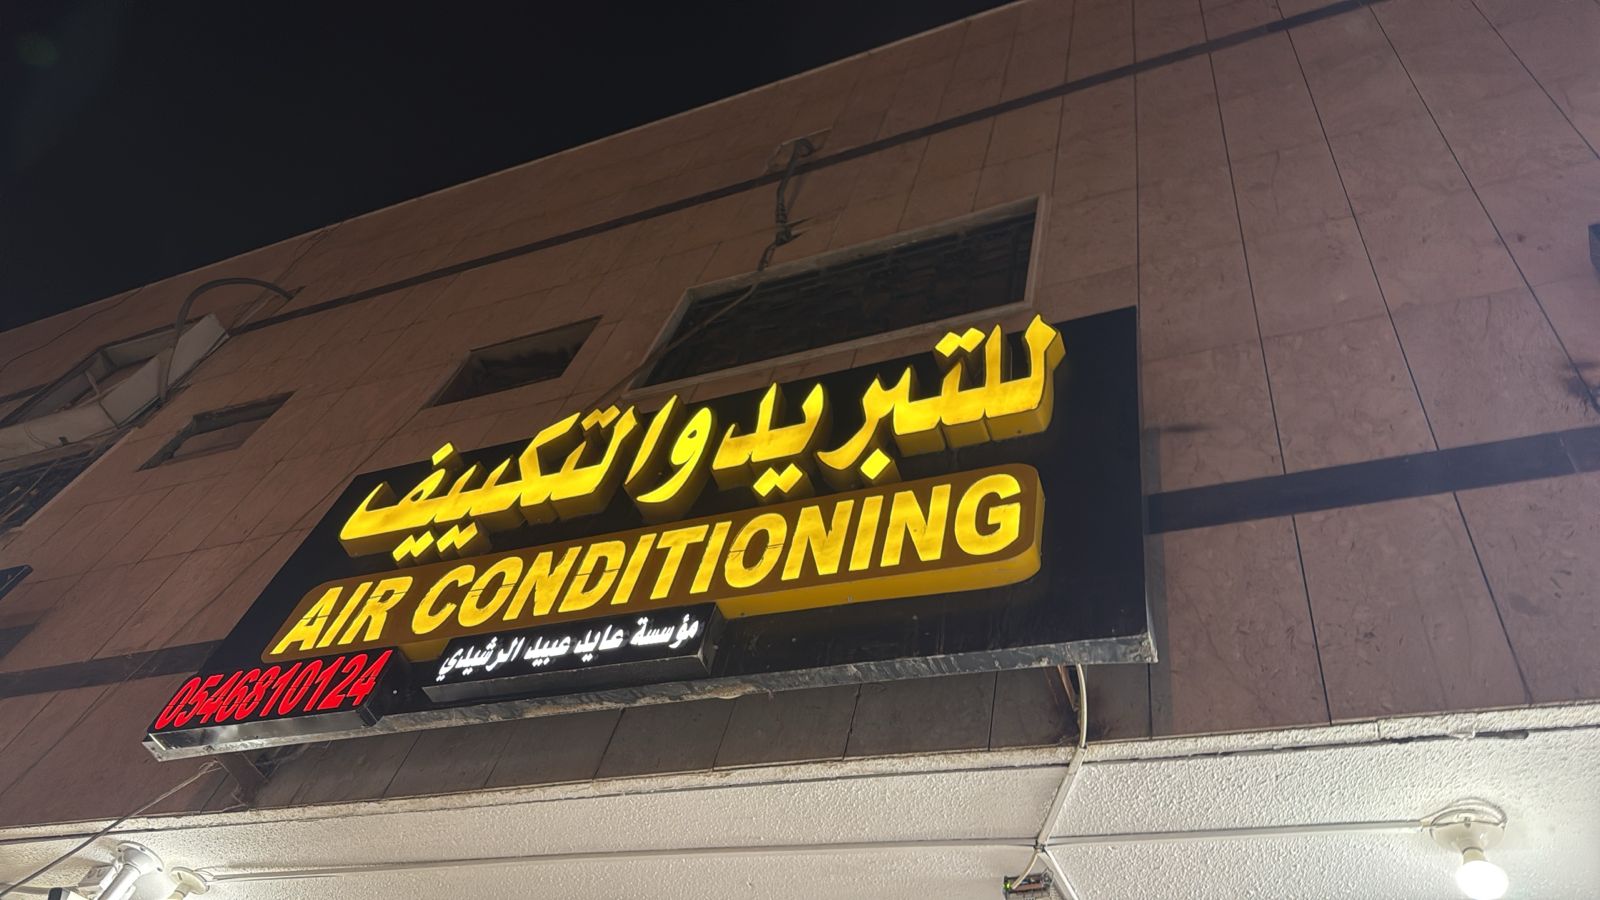 للتبريد والتكييف
AIR CONDITIONING
مؤسسة عايد عبيد الرشيدي
0546810124